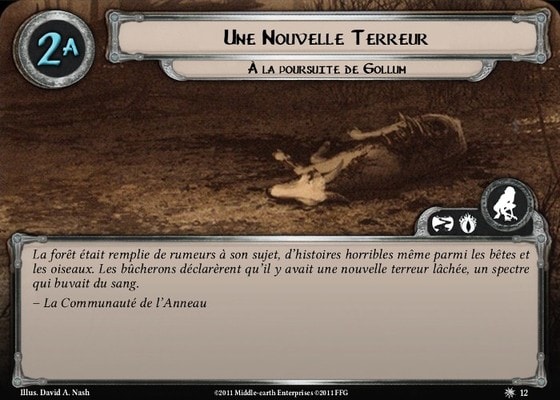 2A
Une Nouvelle Terreur
À la poursuite de Gollum
La forêt était remplie de rumeurs à son sujet, d'histoires horribles même parmi les bêtes et
les oiseaux. Les bûcherons déclarèrent qu'il y avait une nouvelle terreur lâchée, un spectre
qui buvait du sang.
– La Communauté de l'Anneau
Illus. David A. Nash
©2011 Middle-earth Enterprises ©2011 FFG
12